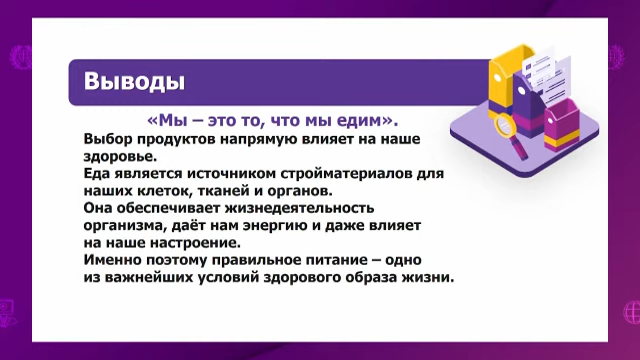 Выводы
«Мы – это то, что мы едим».
Выбор продуктов напрямую влияет на наше
здоровье.
Еда является источником стройматериалов для
наших клеток, тканей и органов.
Она обеспечивает жизнедеятельность
организма, даёт нам энергию и даже влияет
на наше настроение.
Именно поэтому правильное питание – одно
из важнейших условий здорового образа жизни.